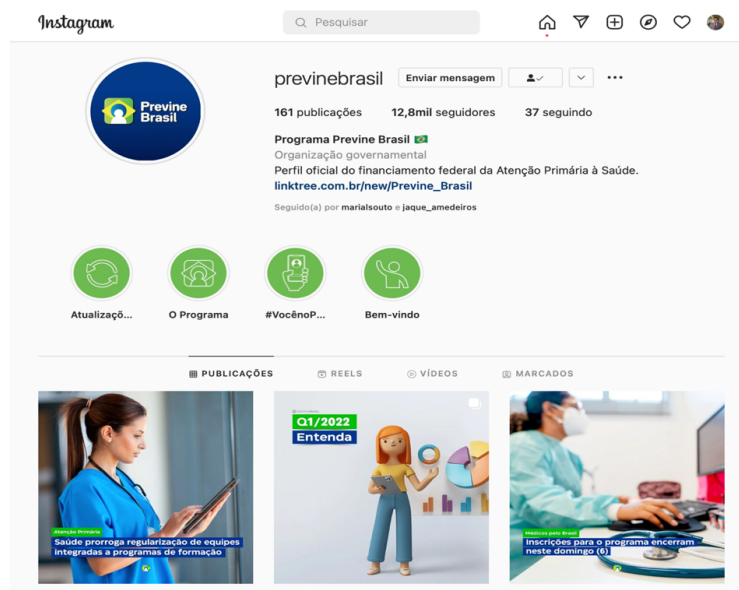 Instagram
Pesquisar
previnebrasil
Enviar mensagem
161 publicações 12,8mil seguidores 37 seguindo
Previne
Brasil
Programa Previne Brasil
Organização governamental
Perfil oficial do financiamento federal da Atenção Primária à Saúde.
linktree.com.br/new/Previne_Brasil
Seguido(a) por marialsouto e jaque_amedeiros
Atualizaçõ... O Programa #VocênoP... Bem-vindo
PUBLICAÇÕES REELS VÍDEOS MARCADOS
Atenção Primária
Saúde prorroga regularização de equipes
integradas a programas de formação
Q1/2022
Entenda
Médicos pelo Brasil
Inscrições para o programa encerram
neste domingo (6)